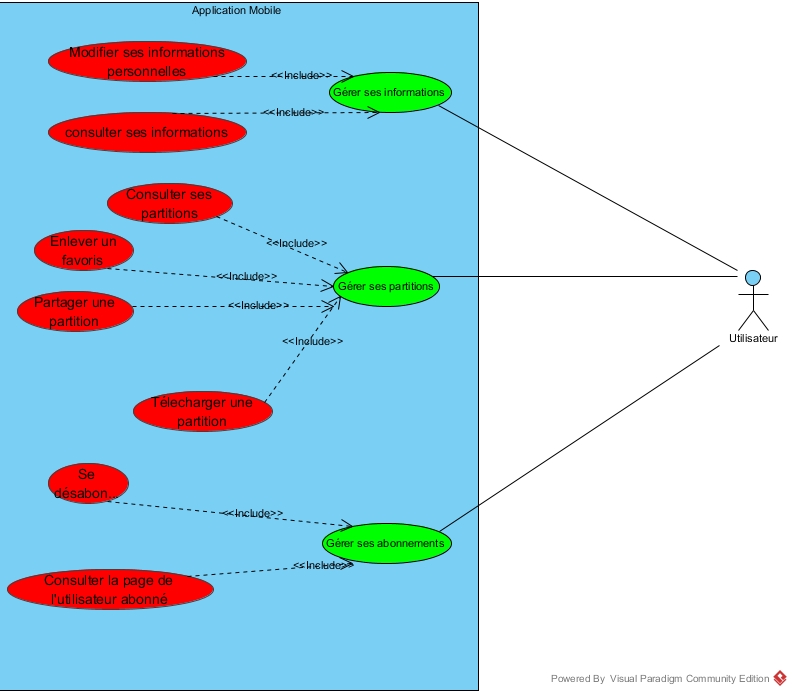 Application Mobile
Modifier ses informations
personnelles
<<Include>>
Gérer ses informations
<<Include>>
consulter ses informations
Consulter ses
partitions
<<Include>>
Enlever un
favoris
<<Include>>
Gérer ses partitions
Partager une
partition
<<Include>>
Utilisateur
<<Include>>
Télecharger une
partition
Se
désabon...
<<Include>>
Gérer ses abonnements
<<Include>>
Consulter la page de
l'utilisateur abonné
Powered By Visual Paradigm Community Edition